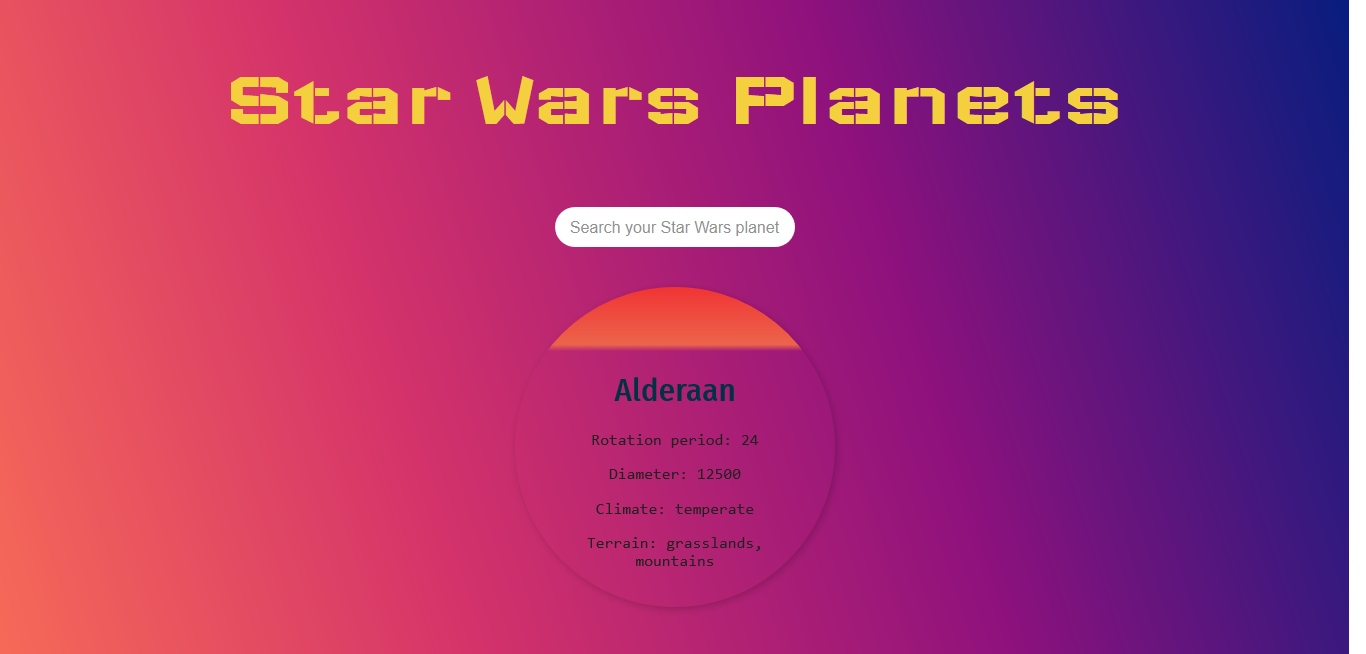 Star Wars Planets
Search your Star Wars planet
Alderaan
Rotation period: 24
Diameter: 12500
Climate: temperate
Terrain: grasslands,
mountains